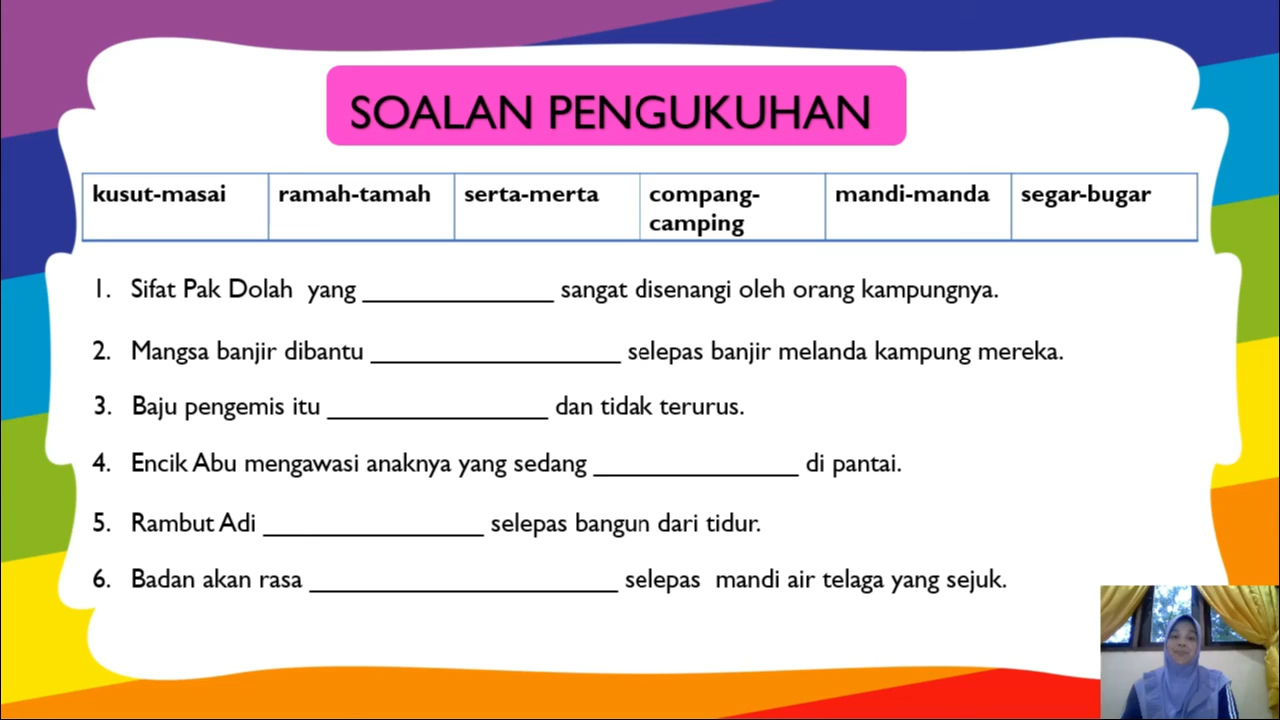 SOALAN PENGUKUHAN
kusut-masai ramah-tamah serta-merta compang-camping mandi-manda segar-bugar
1. Sifat Pak Dolah yang ______________ sangat disenangi oleh orang kampungnya.
2. Mangsa banjir dibantu __________________ selepas banjir melanda kampung mereka.
3. Baju pengemis itu ________________ dan tidak terurus.
4. Encik Abu mengawasi anaknya yang sedang _______________ di pantai.
5. Rambut Adi ________________ selepas bangun dari tidur.
6. Badan akan rasa ______________________ selepas mandi air telaga yang sejuk.